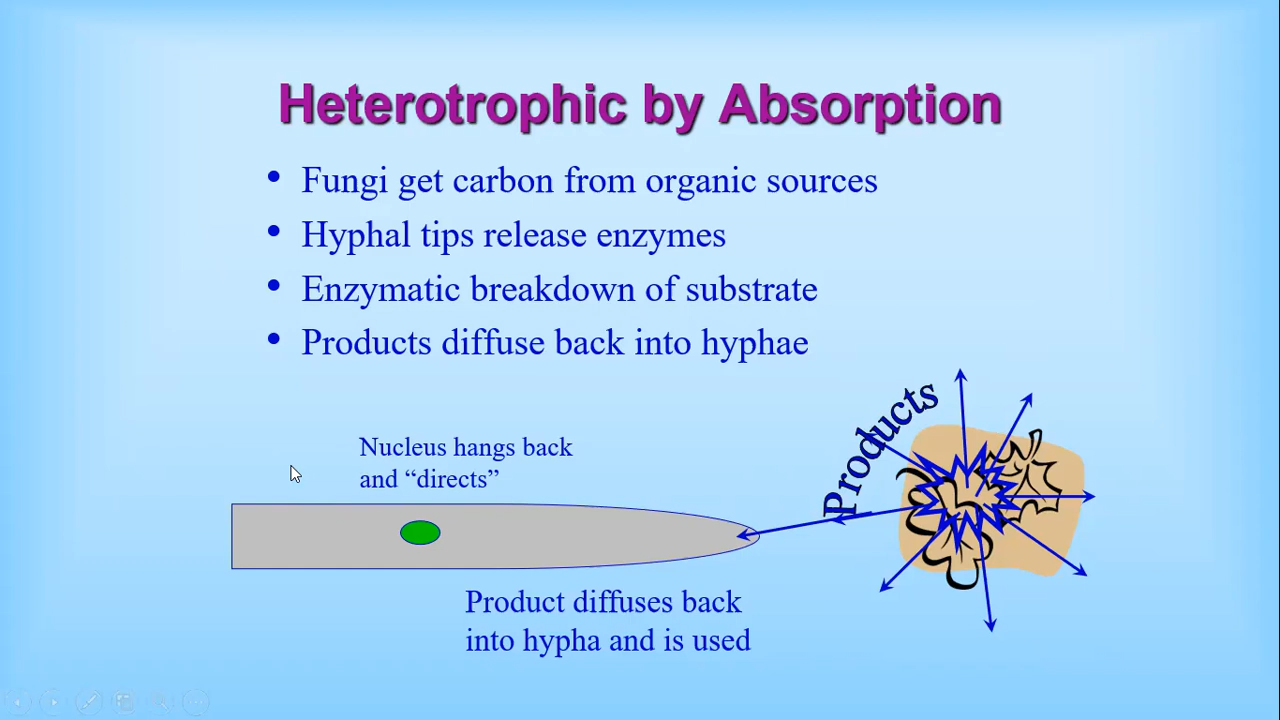 Heterotrophic by Absorption
• Fungi get carbon from organic sources
• Hyphal tips release enzymes
• Enzymatic breakdown of substrate
• Products diffuse back into hyphae
Products
Nucleus hangs back
and “directs”
Product diffuses back
into hypha and is used